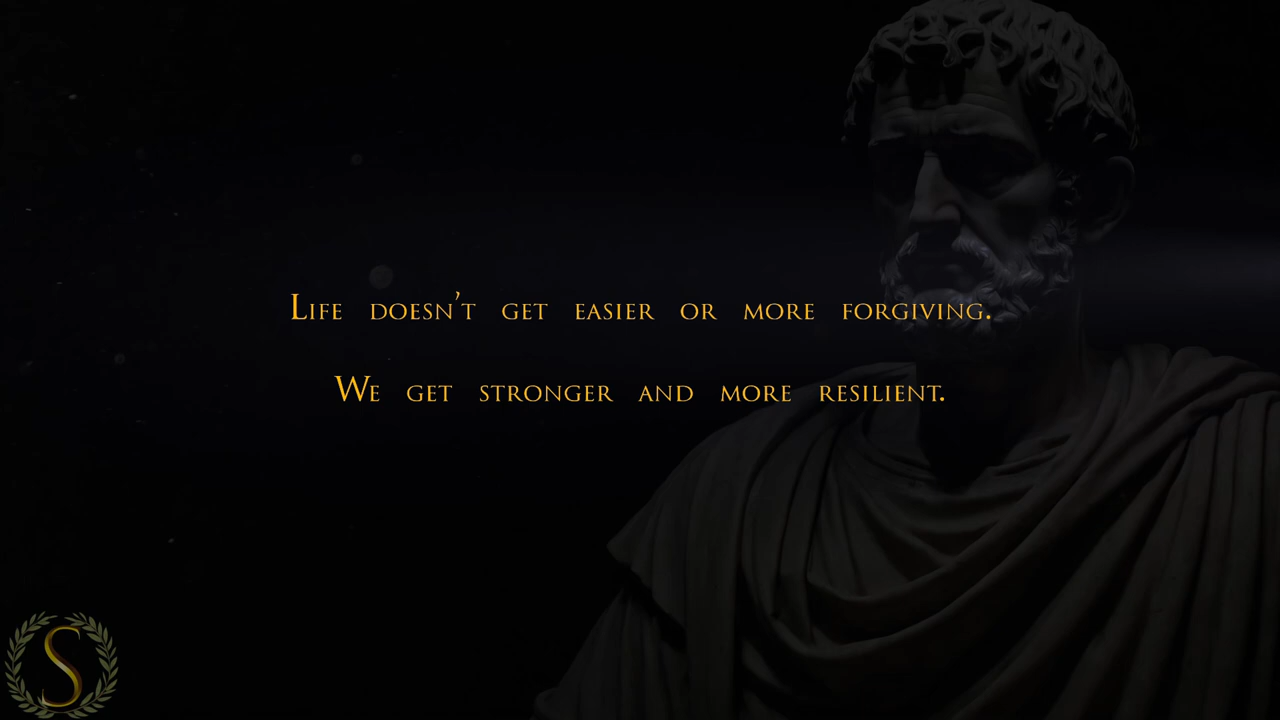 Life doesn't get easier or more forgiving.
We get stronger and more resilient.
S